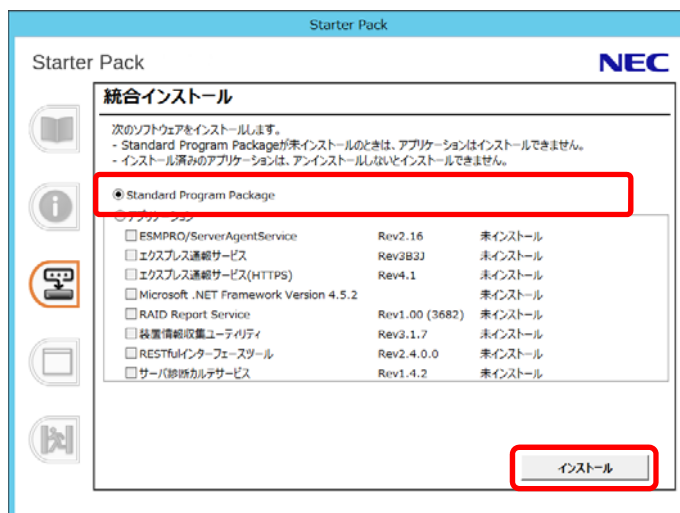 Starter Pack
Starter Pack
NEC
統合インストール
次のソフトウェアをインストールします。
- Standard Program Packageが未インストールのときは、アプリケーションはインストールできません。
- インストール済みのアプリケーションは、アンインストールしないとインストールできません。
Standard Program Package
アプリケーション
ESMPRO/ServerAgentService Rev2.16 未インストール
エクスプレス通報サービス Rev3B3J 未インストール
エクスプレス通報サービス(HTTPS) Rev4.1 未インストール
Microsoft .NET Framework Version 4.5.2 未インストール
RAID Report Service Rev1.00 (3682) 未インストール
装置情報収集ユーティリティ Rev3.1.7 未インストール
RESTfulインターフェースツール Rev2.4.0.0 未インストール
サーバ診断カルテサービス Rev1.4.2 未インストール
インストール